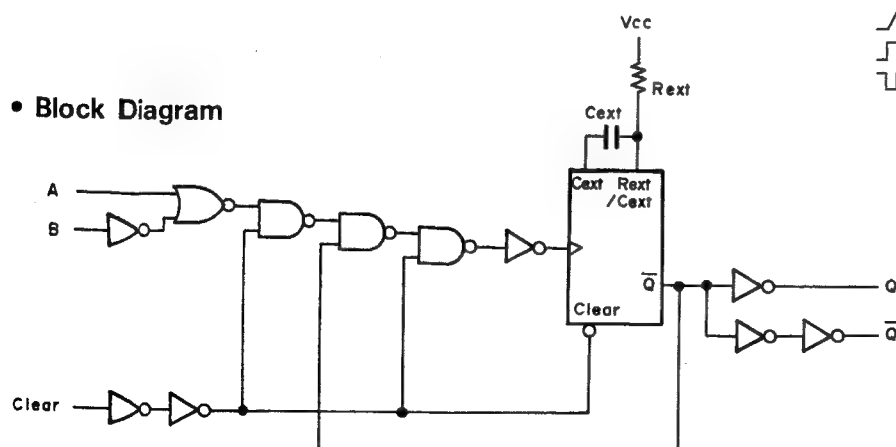 Vcc
Rext
• Block Diagram
Cext
A
Cext Rext
/Cext
B
Q̅
Q
Clear
Q̅
Clear